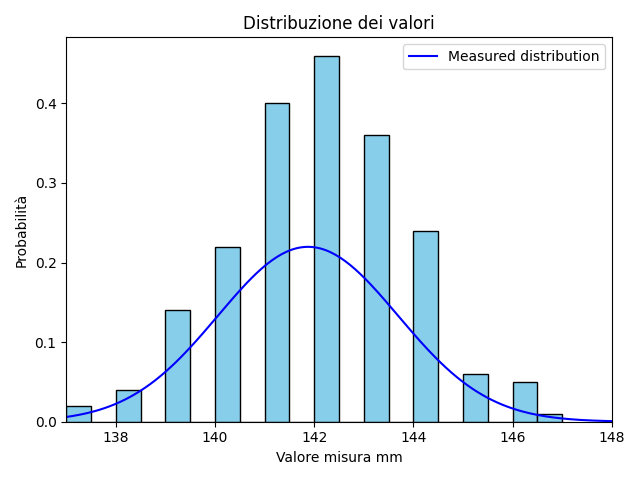 Distribuzione dei valori
Measured distribution
Probabilità
0.4
0.3
0.2
0.1
0.0
138 140 142 144 146 148
Valore misura mm